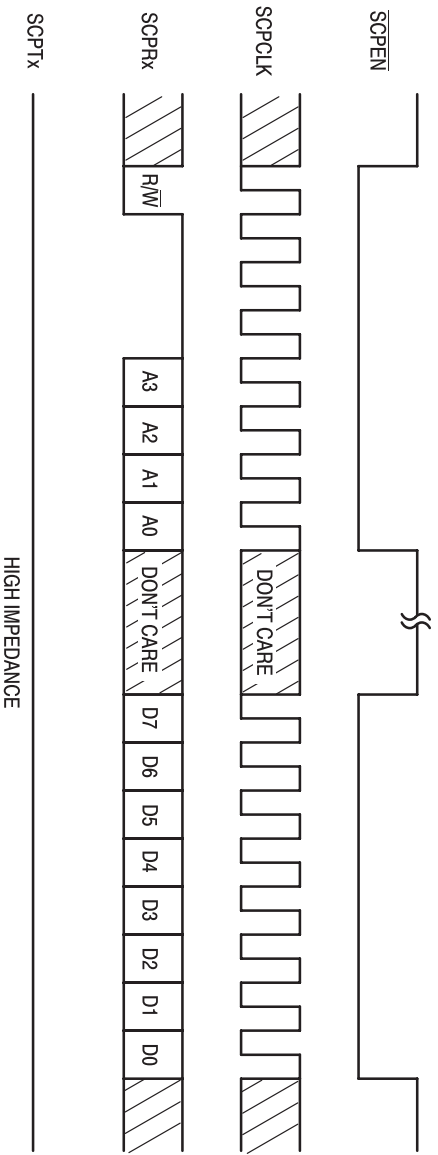 SCPEN
SCPCLK
DON'T CARE
SCPRx
R/W
A3
A2
A1
A0
DON'T CARE
D7
D6
D5
D4
D3
D2
D1
D0
SCPTx
HIGH IMPEDANCE